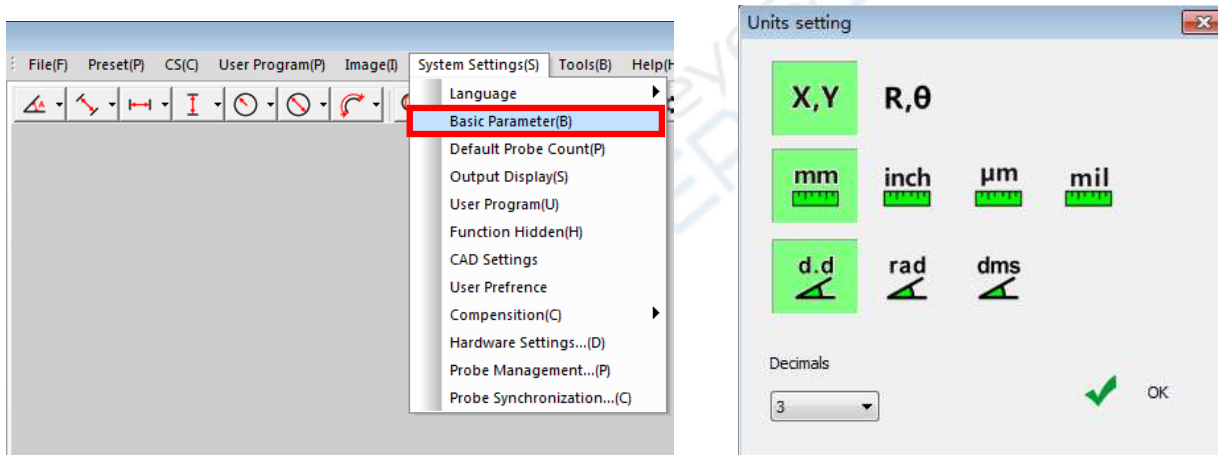 File(F) Preset(P) CS(C) User Program(P) Image(I) System Settings(S) Tools(B) Help(H
A
Language
Basic Parameter(B)
Default Probe Count(P)
Output Display(S)
User Program(U)
Function Hidden(H)
CAD Settings
User Prefrence
Compensition(C)
Hardware Settings...(D)
Probe Management...(P)
Probe Synchronization...(C)
Units setting
X,Y R,θ
mm inch μm mil
d.d rad dms
Decimals
3
OK